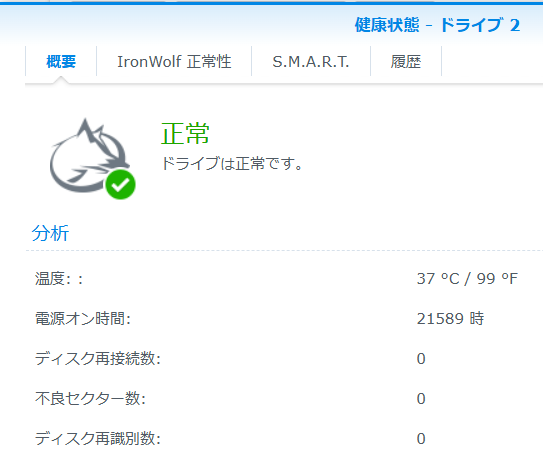 健康状態 - ドライブ 2
概要 IronWolf 正常性 S.M.A.R.T. 履歴
正常
ドライブは正常です。
分析
温度: : 37 °C / 99 °F
電源オン時間: 21589 時
ディスク再接続数: 0
不良セクター数: 0
ディスク再識別数: 0